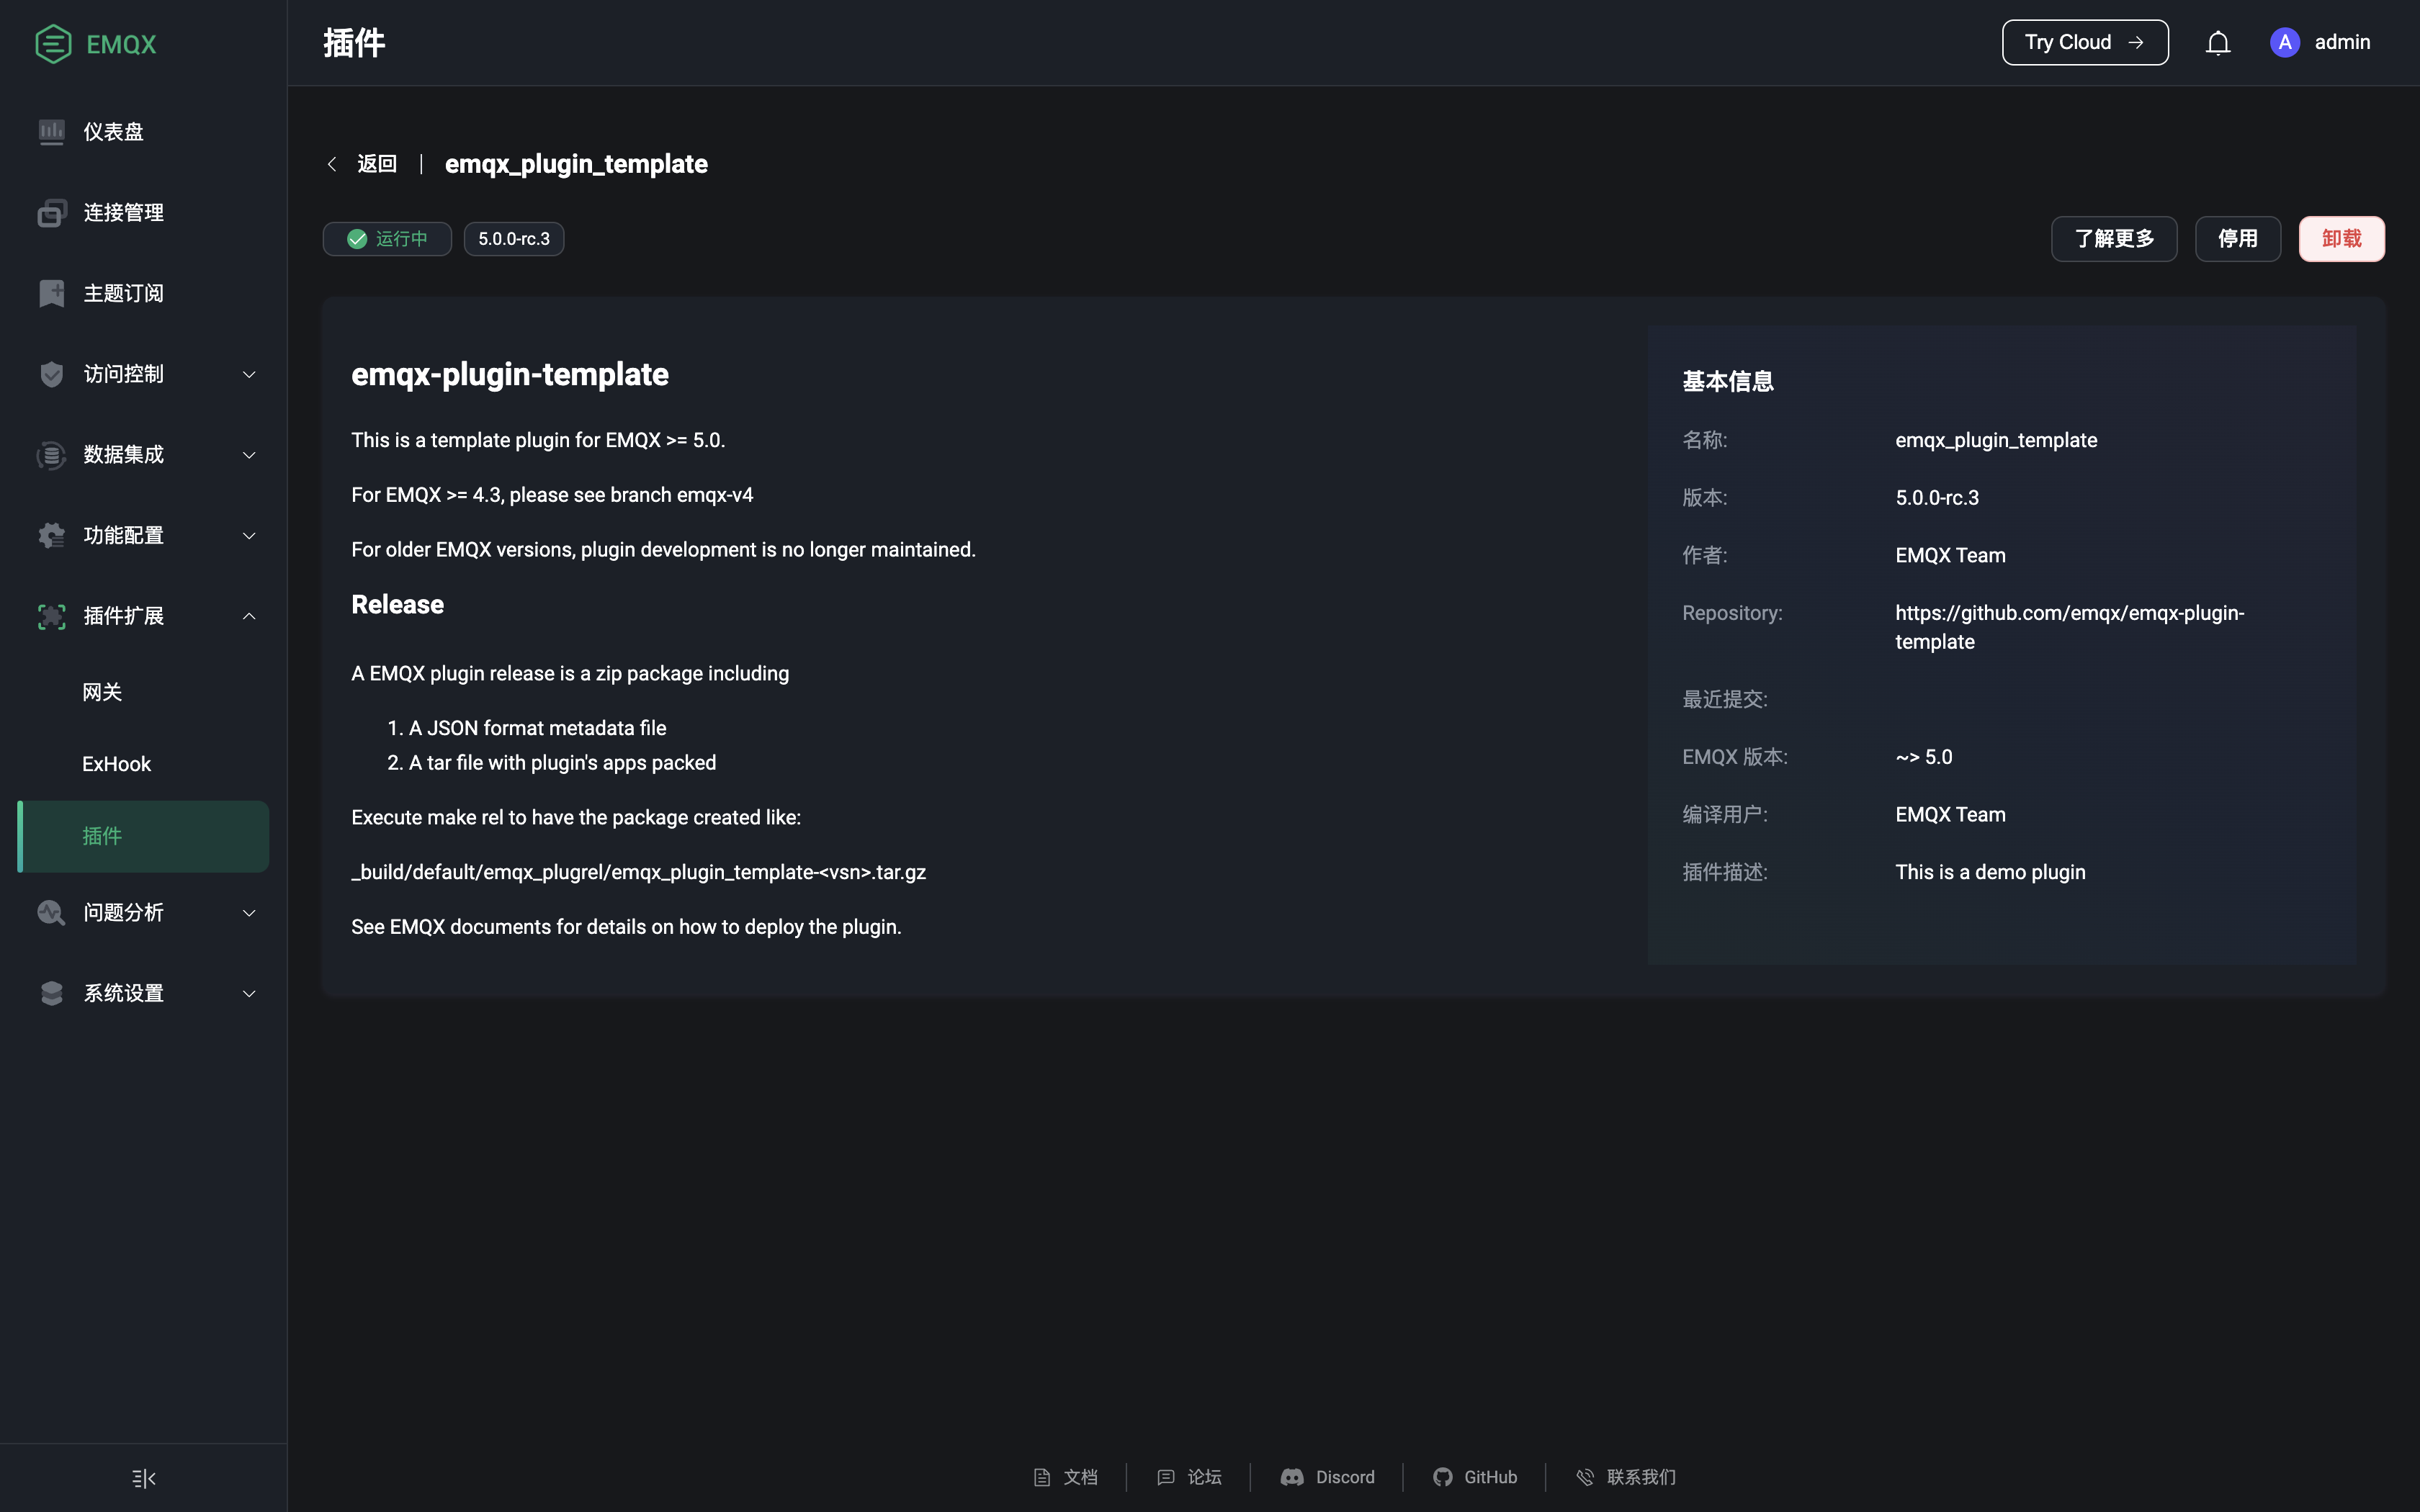 EMQX
仪表盘
连接管理
主题订阅
访问控制
数据集成
功能配置
插件扩展
网关
ExHook
插件
问题分析
系统设置
插件
Try Cloud
A admin
返回 | emqx_plugin_template
运行中
5.0.0-rc.3
了解更多
停用
卸载
emqx-plugin-template
This is a template plugin for EMQX >= 5.0.
For EMQX >= 4.3, please see branch emqx-v4
For older EMQX versions, plugin development is no longer maintained.
Release
A EMQX plugin release is a zip package including
1. A JSON format metadata file
2. A tar file with plugin's apps packed
Execute make rel to have the package created like:
_build/default/emqx_plugrel/emqx_plugin_template-<vsn>.tar.gz
See EMQX documents for details on how to deploy the plugin.
基本信息
名称: emqx_plugin_template
版本: 5.0.0-rc.3
作者: EMQX Team
Repository: https://github.com/emqx/emqx-plugin-
template
最近提交:
EMQX 版本: ~> 5.0
编译用户: EMQX Team
插件描述: This is a demo plugin
文档
论坛
Discord
GitHub
联系我们